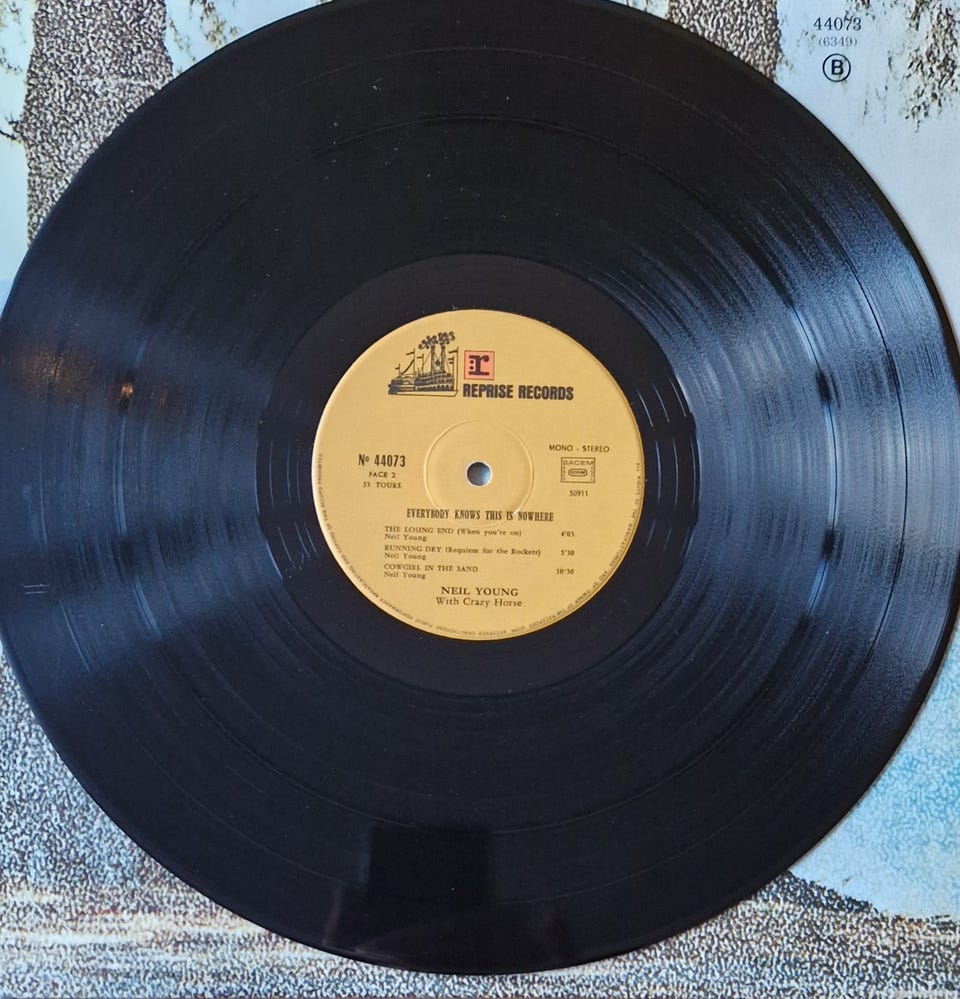 44073
(6349)
B
r
REPRISE RECORDS
Nº 44073
FACE 2
33 TOURS
MONO - STEREO
SACEM
SDRM
30911
EVERYBODY KNOWS THIS IS NOWHERE
THE LOSING END (When you're on) 4'03
Neil Young
RUNNING DRY (Requiem for the Rockets) 5'30
Neil Young
COWGIRL IN THE SAND 10'30
Neil Young
NEIL YOUNG
With Crazy Horse